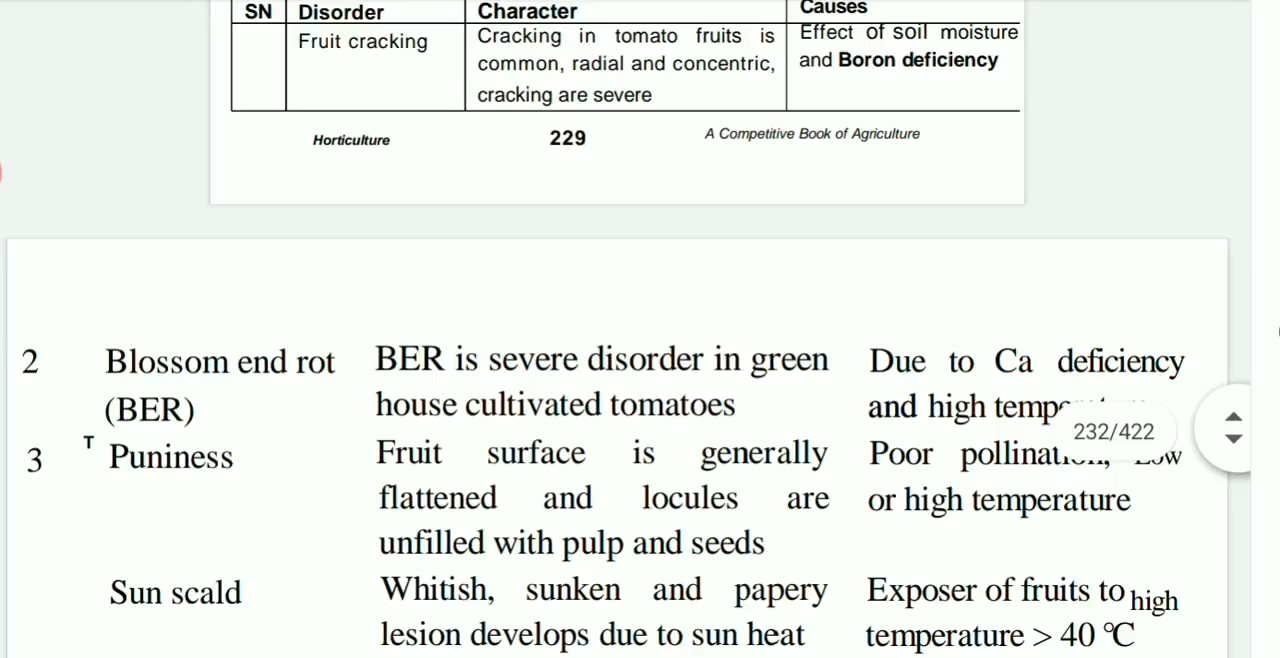 SN Disorder Character Causes
Fruit cracking Cracking in tomato fruits is Effect of soil moisture
common, radial and concentric, and Boron deficiency
cracking are severe
Horticulture 229 A Competitive Book of Agriculture
2 Blossom end rot BER is severe disorder in green Due to Ca deficiency
(BER) house cultivated tomatoes and high
232/422
3 T Puniness Fruit surface is generally Poor
flattened and locules are or high temperature
unfilled with pulp and seeds
Sun scald Whitish, sunken and papery Exposer of fruits to high
lesion develops due to sun heat temperature > 40 °C